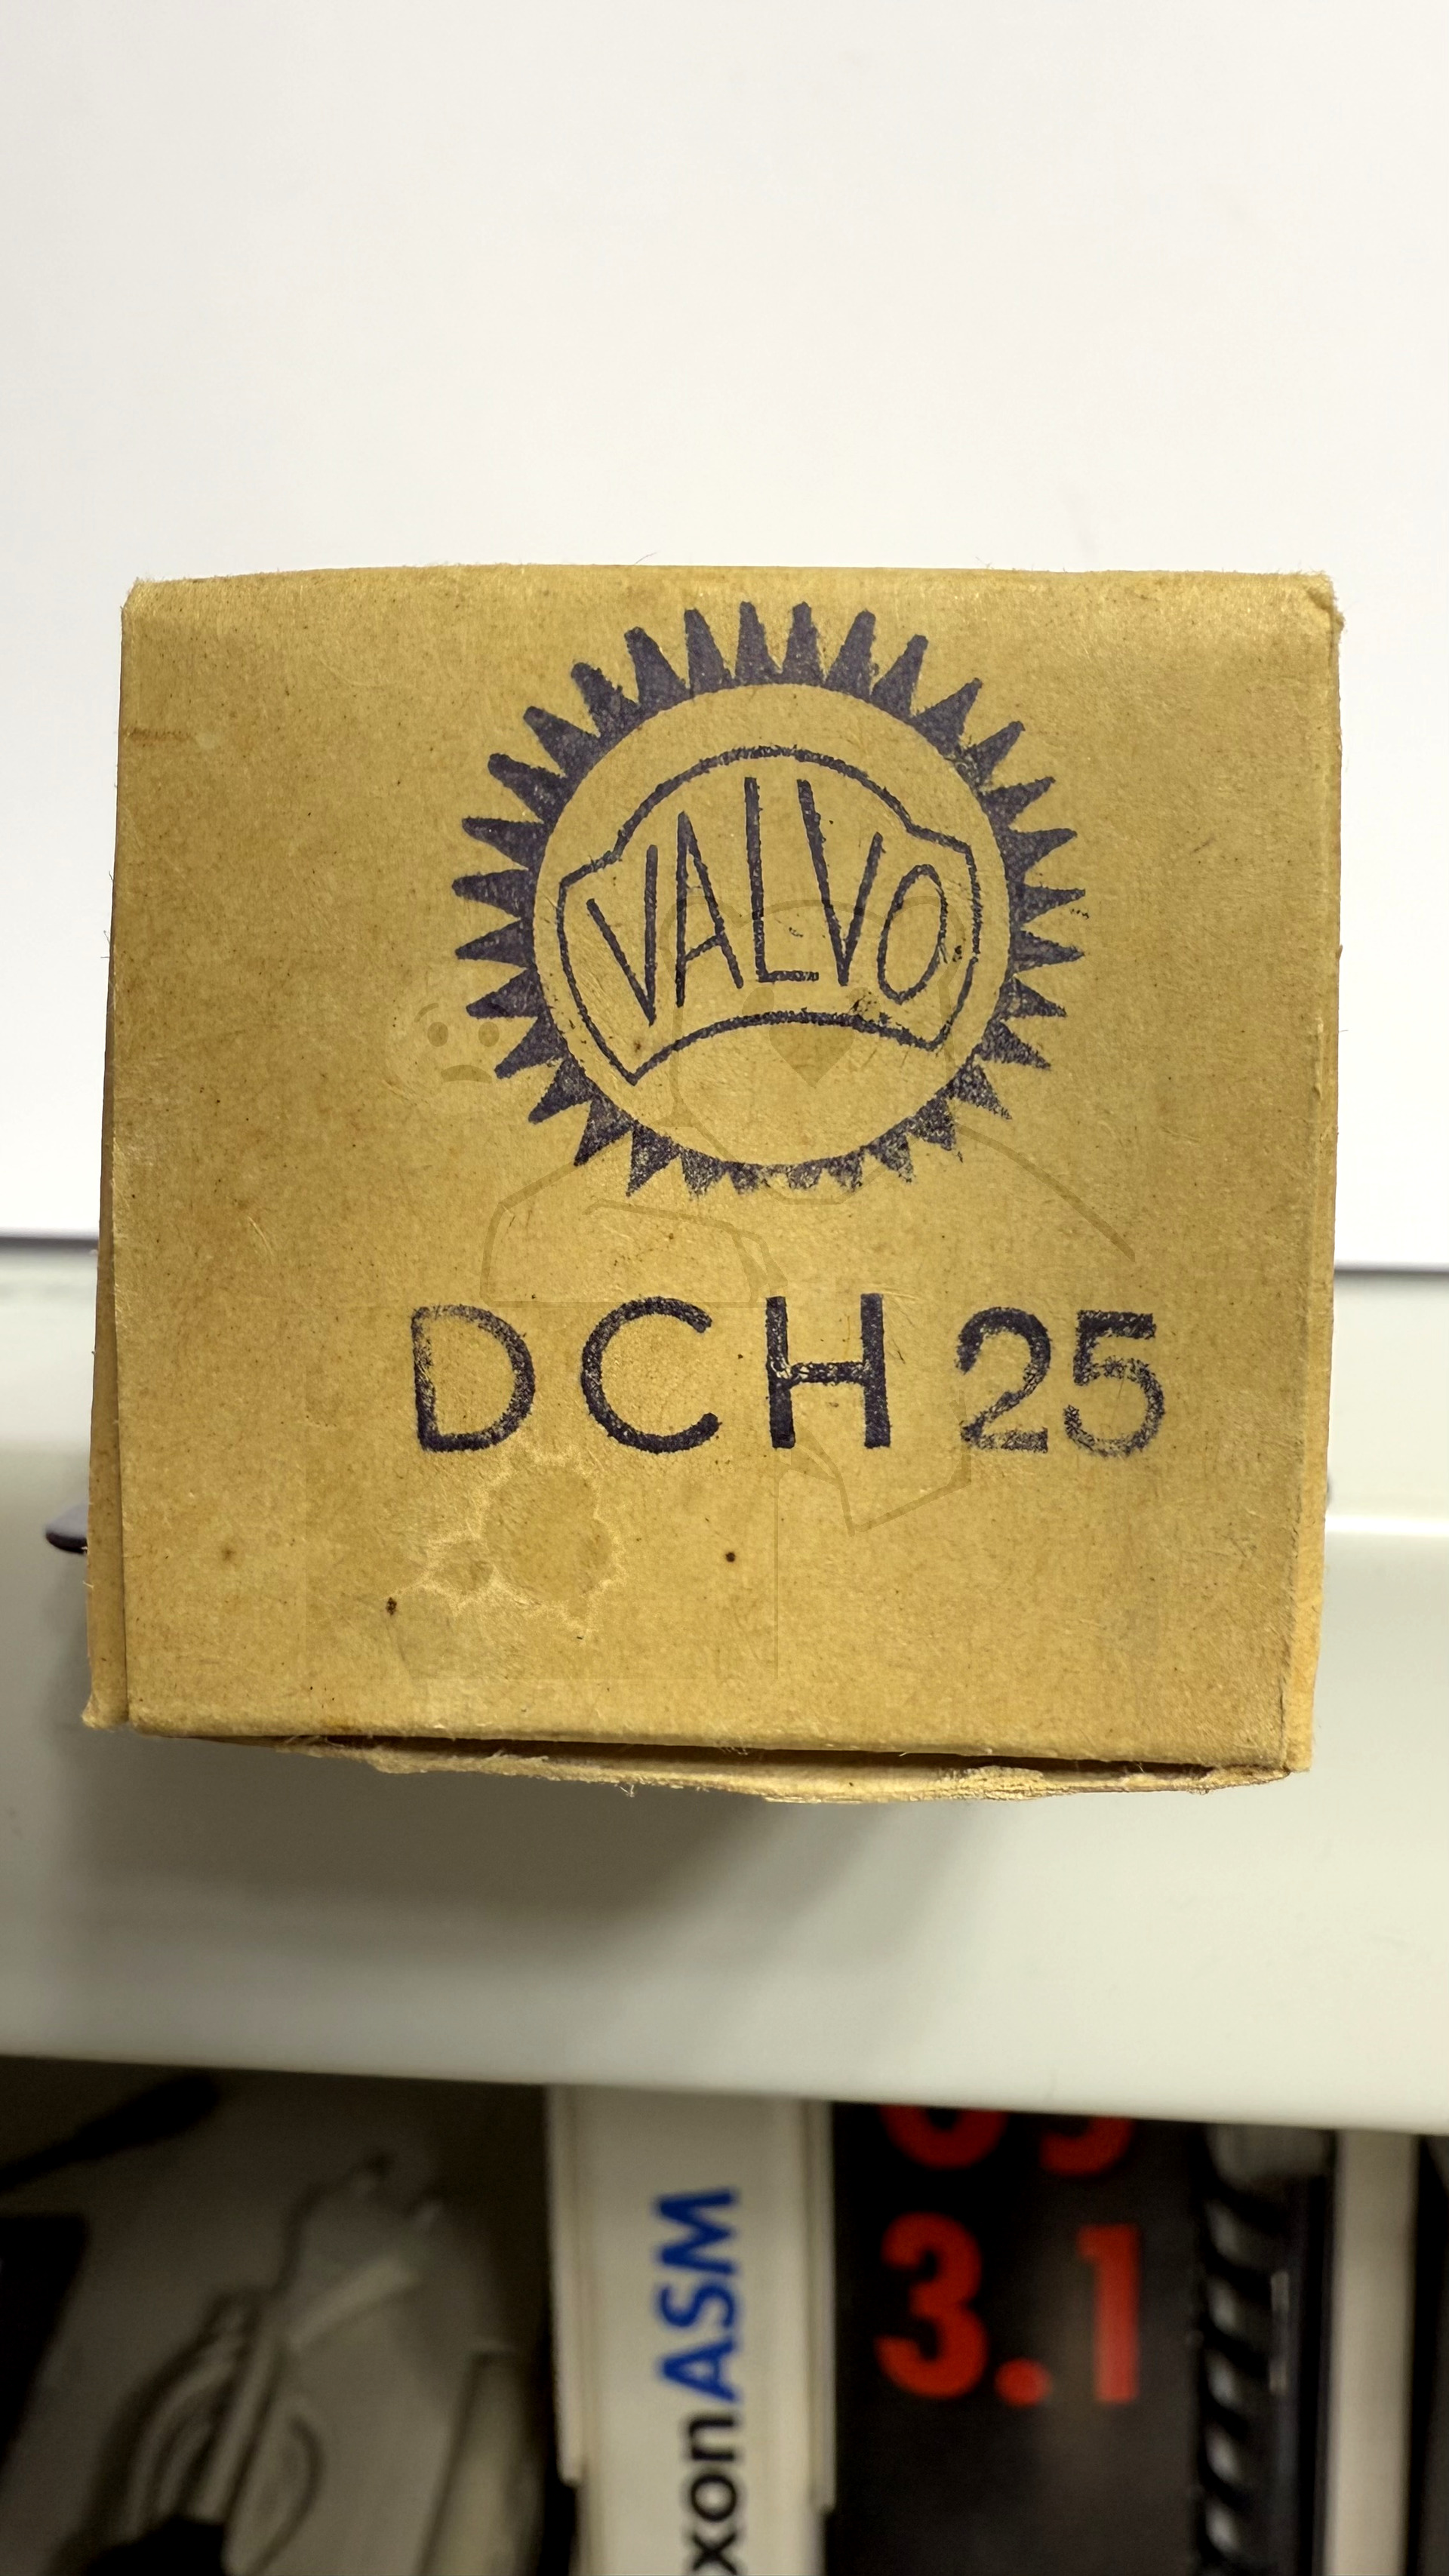 VALVO
DCH 25
xonASM
3.1